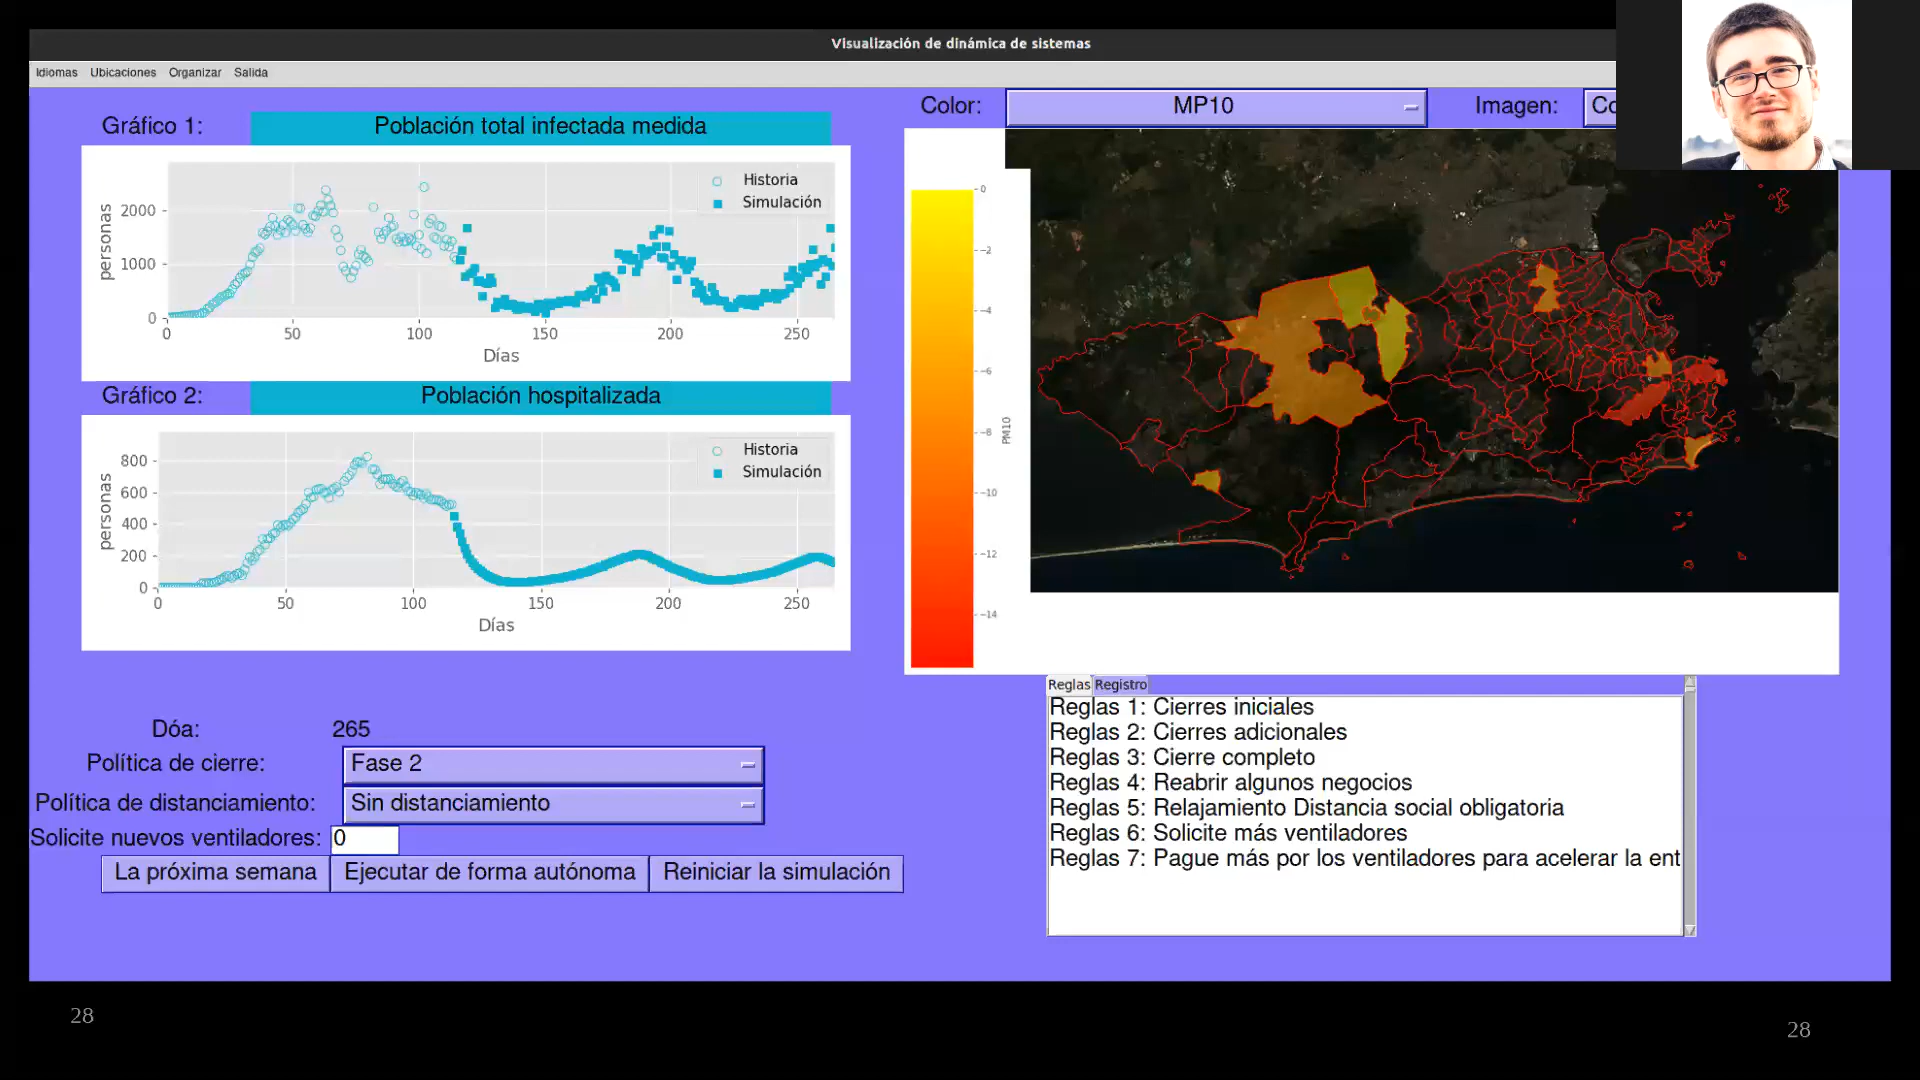 Visualización de dinámica de sistemas
Idiomas Ubicaciones Organizar Salida
Gráfico 1: Población total infectada medida
personas
2000
1000
0
0 50 100 150 200 250
Días
Historia
Simulación
Gráfico 2: Población hospitalizada
personas
800
600
400
200
0
0 50 100 150 200 250
Días
Historia
Simulación
Color: MP10 Imagen: Co
0
−2
−4
−6
−8
−10
−12
−14
PM10
Dóa: 265
Política de cierre: Fase 2
Política de distanciamiento: Sin distanciamiento
Solicite nuevos ventiladores: 0
La próxima semana Ejecutar de forma autónoma Reiniciar la simulación
Reglas Registro
Reglas 1: Cierres iniciales
Reglas 2: Cierres adicionales
Reglas 3: Cierre completo
Reglas 4: Reabrir algunos negocios
Reglas 5: Relajamiento Distancia social obligatoria
Reglas 6: Solicite más ventiladores
Reglas 7: Pague más por los ventiladores para acelerar la ent
28
28